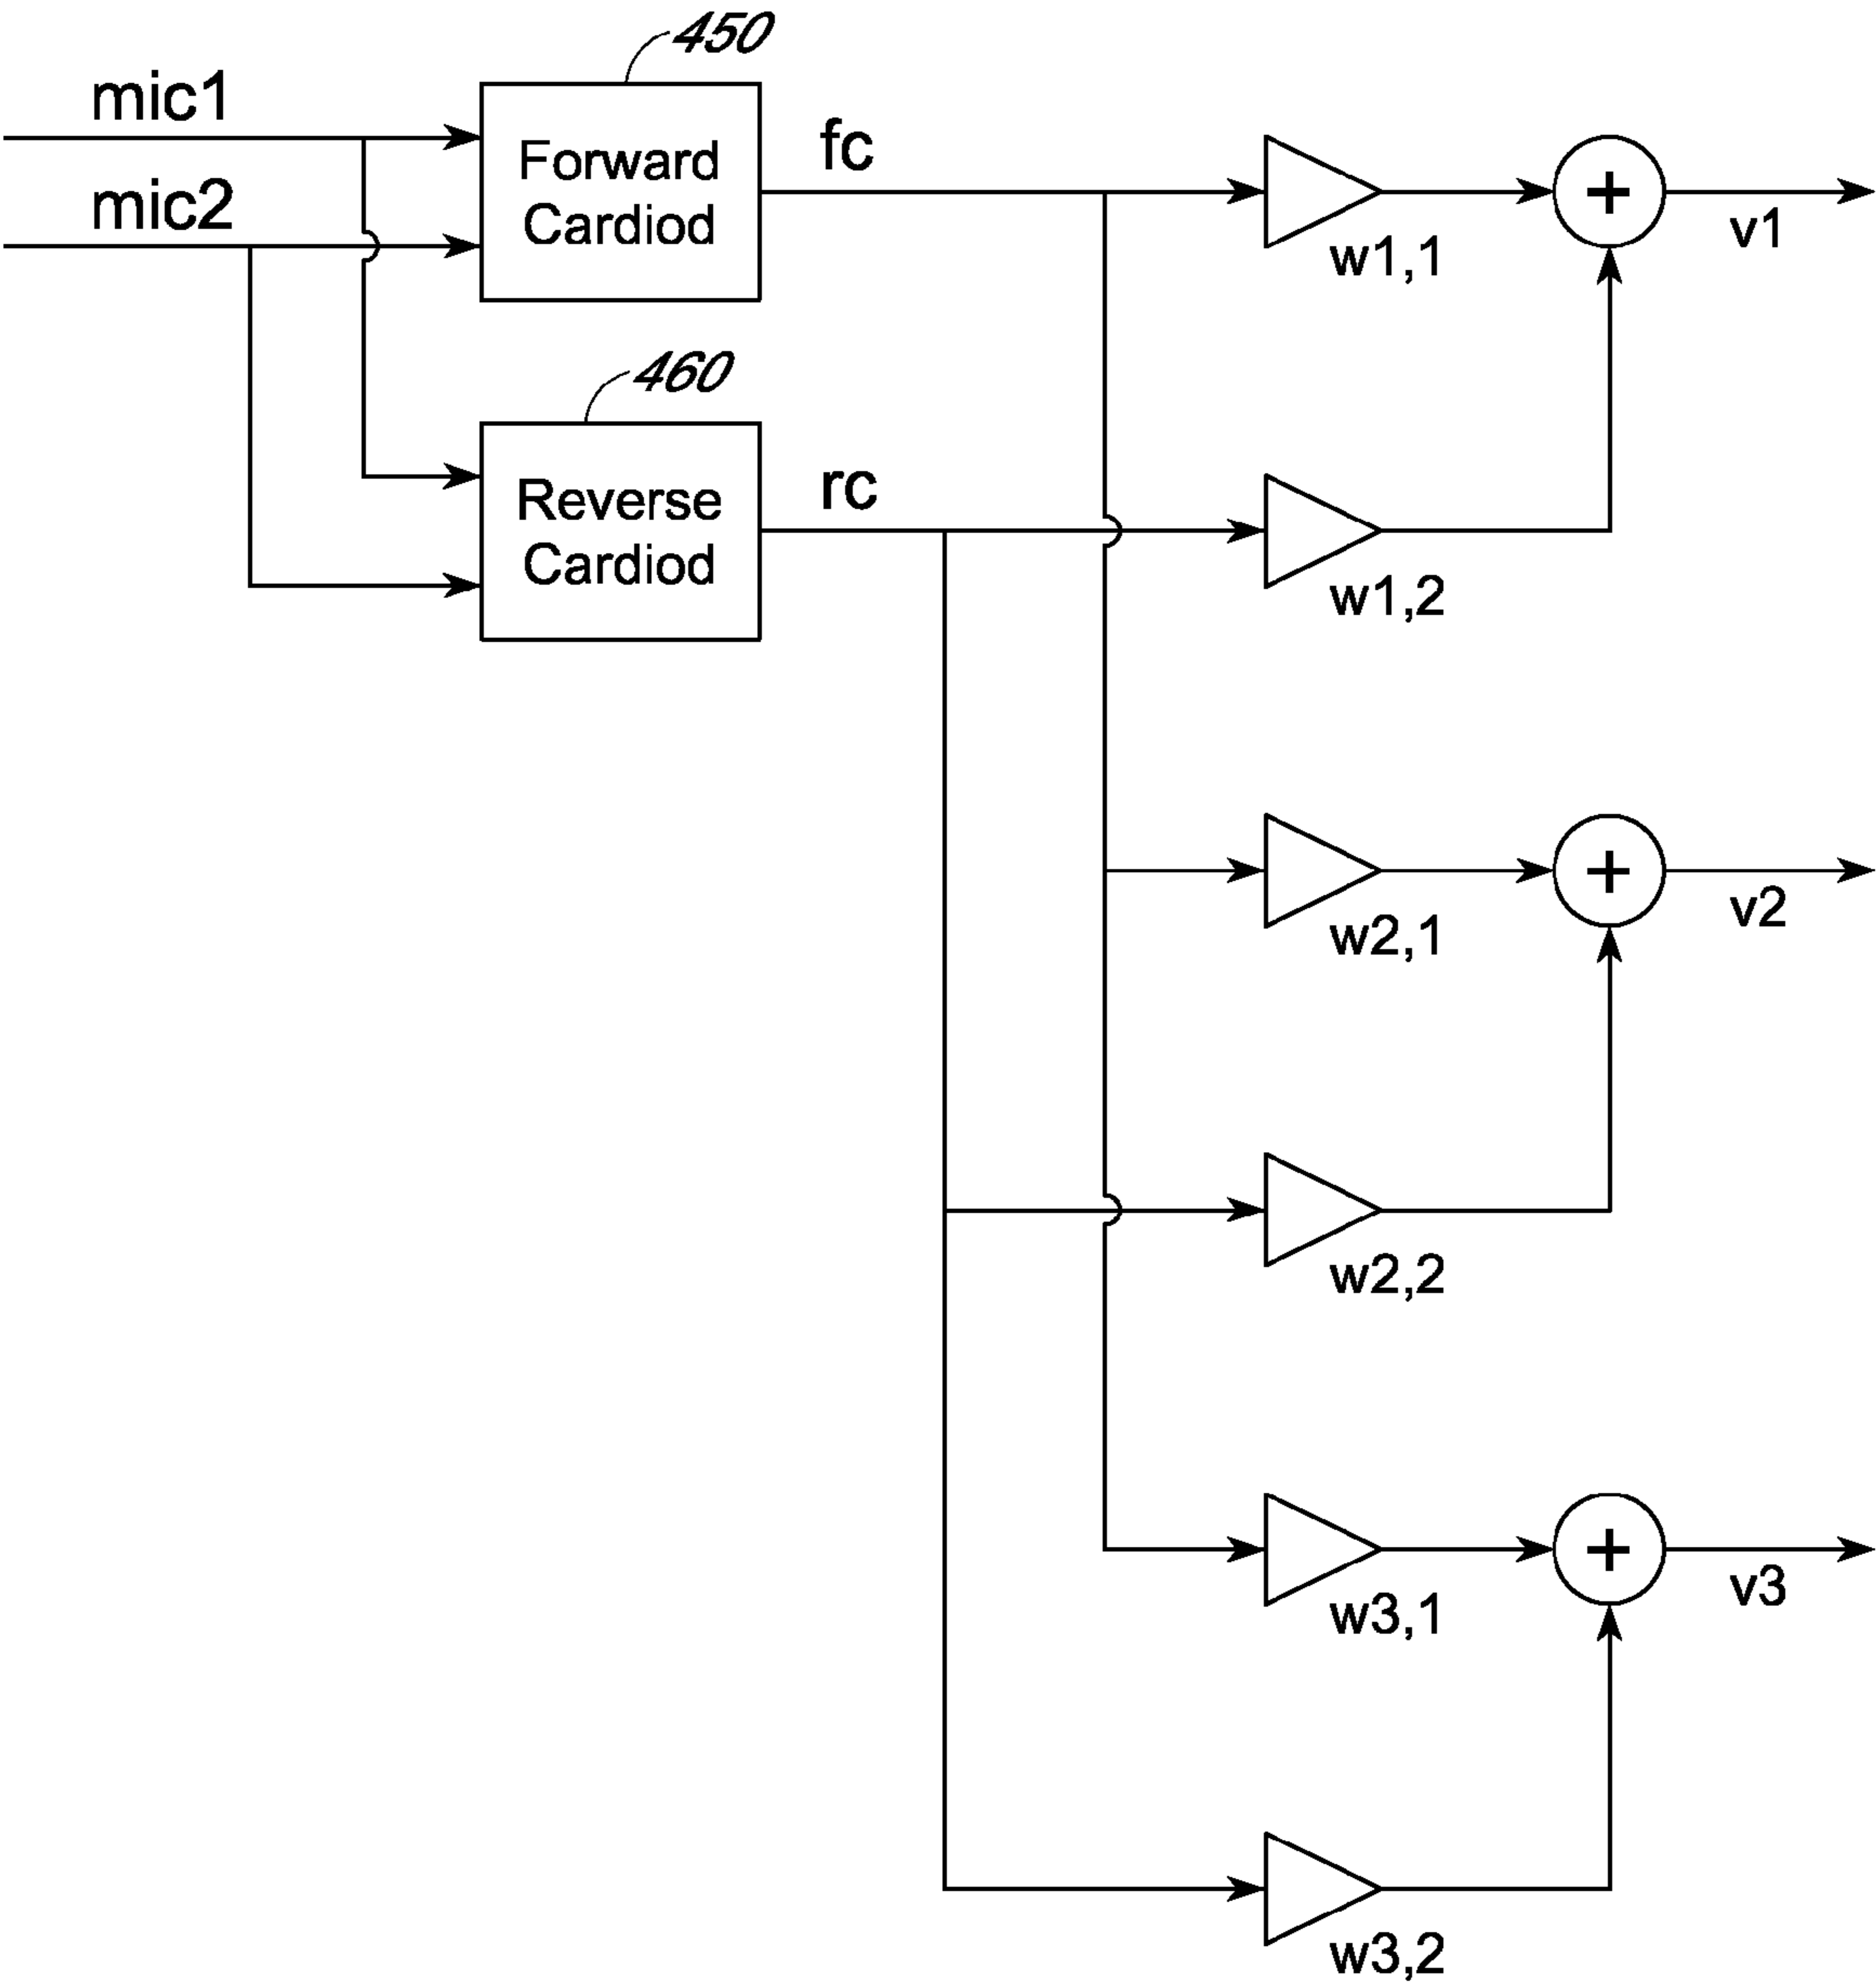 450
mic1
Forward
Cardiod
fc
mic2
w1,1
+
v1
460
Reverse
Cardiod
rc
w1,2
w2,1
+
v2
w2,2
w3,1
+
v3
w3,2